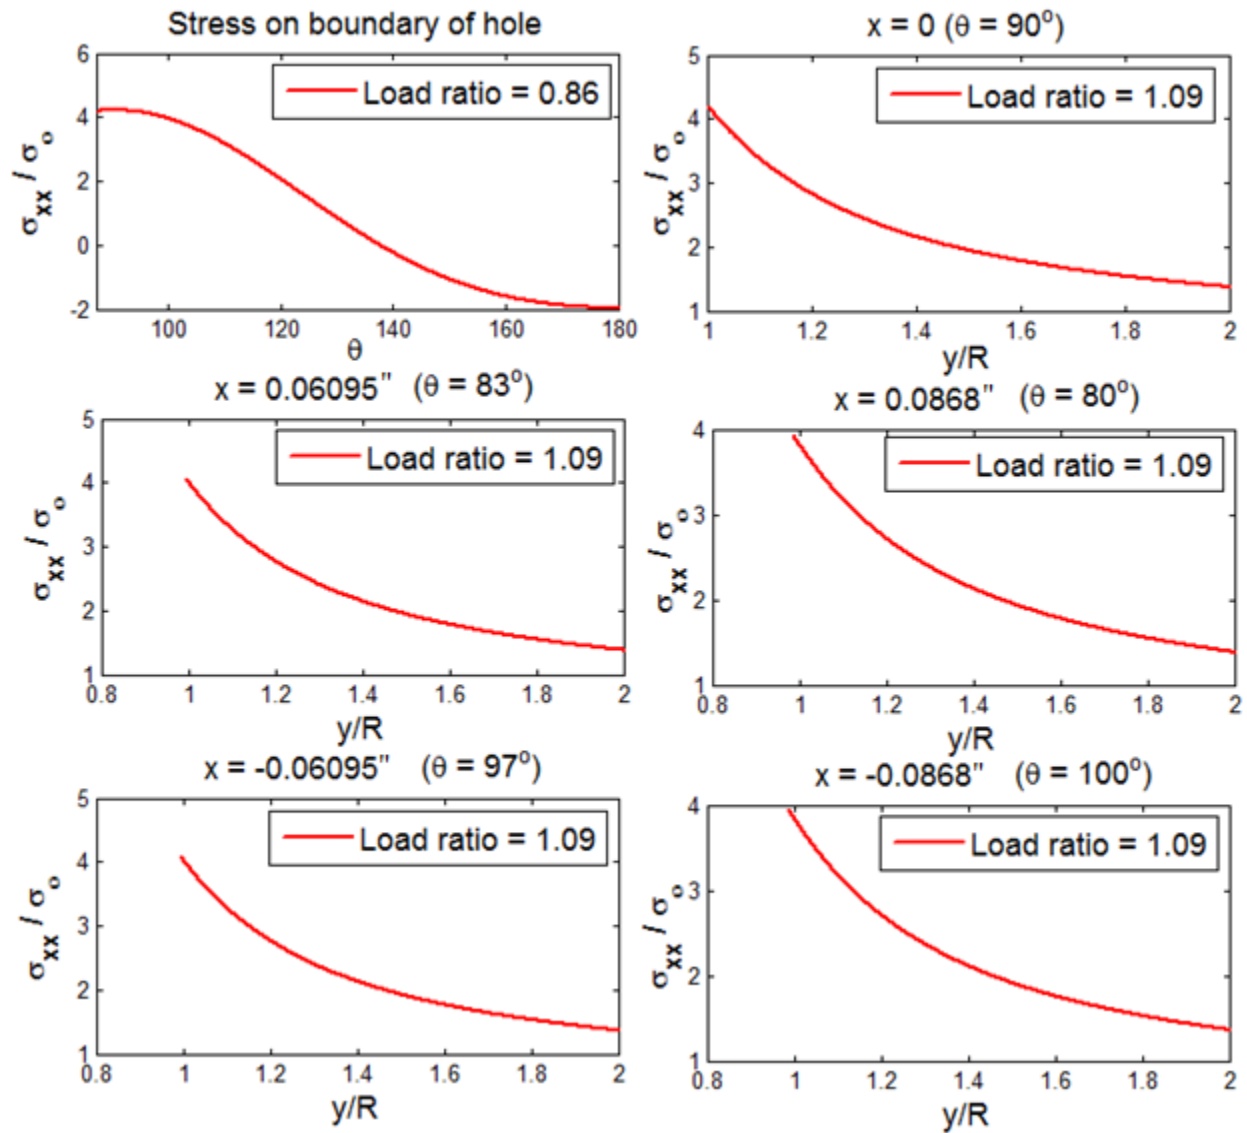 Stress on boundary of hole
Load ratio = 0.86
σxx / σo
6
4
2
0
-2
100
120
140
160
180
θ
x = 0 (θ = 90o)
Load ratio = 1.09
σxx / σo
5
4
3
2
1
1
1.2
1.4
1.6
1.8
2
y/R
x = 0.06095" (θ = 83o)
Load ratio = 1.09
σxx / σo
5
4
3
2
1
0.8
1
1.2
1.4
1.6
1.8
2
y/R
x = 0.0868" (θ = 80o)
Load ratio = 1.09
σxx / σo
4
3
2
1
0.8
1
1.2
1.4
1.6
1.8
2
y/R
x = -0.06095" (θ = 97o)
Load ratio = 1.09
σxx / σo
5
4
3
2
1
0.8
1
1.2
1.4
1.6
1.8
2
y/R
x = -0.0868" (θ = 100o)
Load ratio = 1.09
σxx / σo
4
3
2
1
0.8
1
1.2
1.4
1.6
1.8
2
y/R